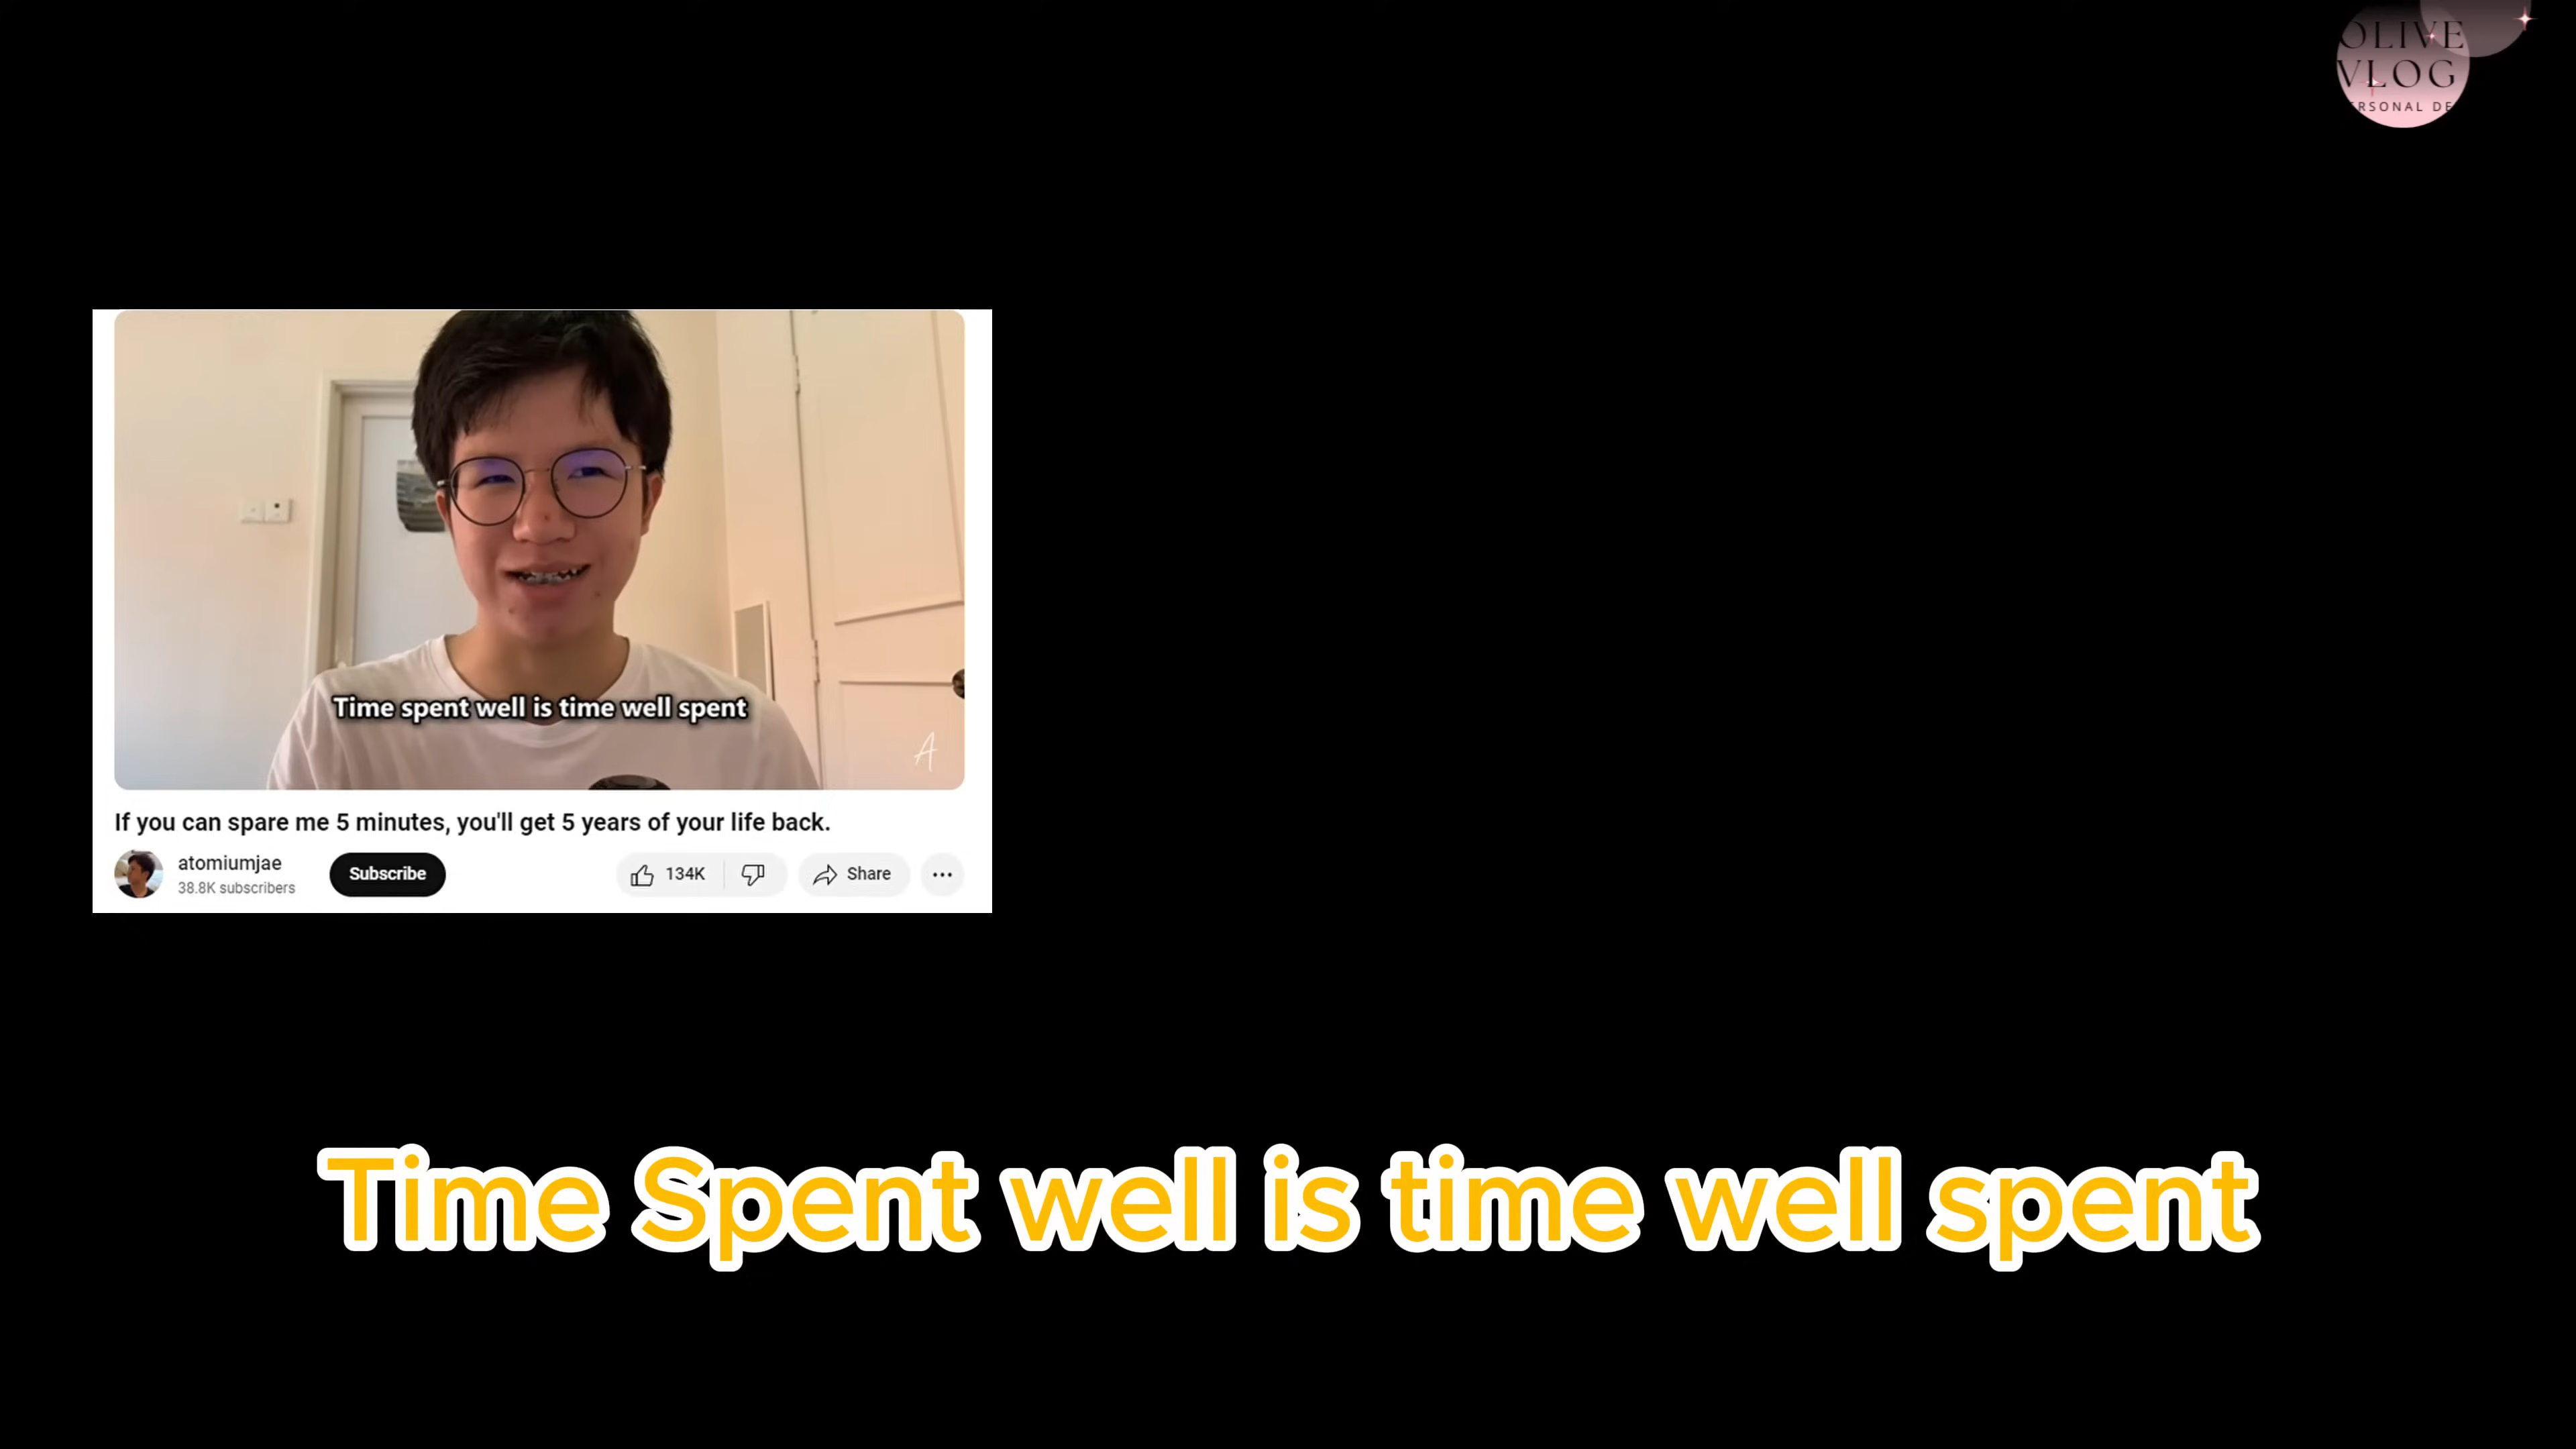 OLIVE
VLOG
ERSONAL DE
Time spent well is time well spent
A
If you can spare me 5 minutes, you'll get 5 years of your life back.
atomiumjae
38.8K subscribers
Subscribe
134K
Share
Time Spent well is time well spent